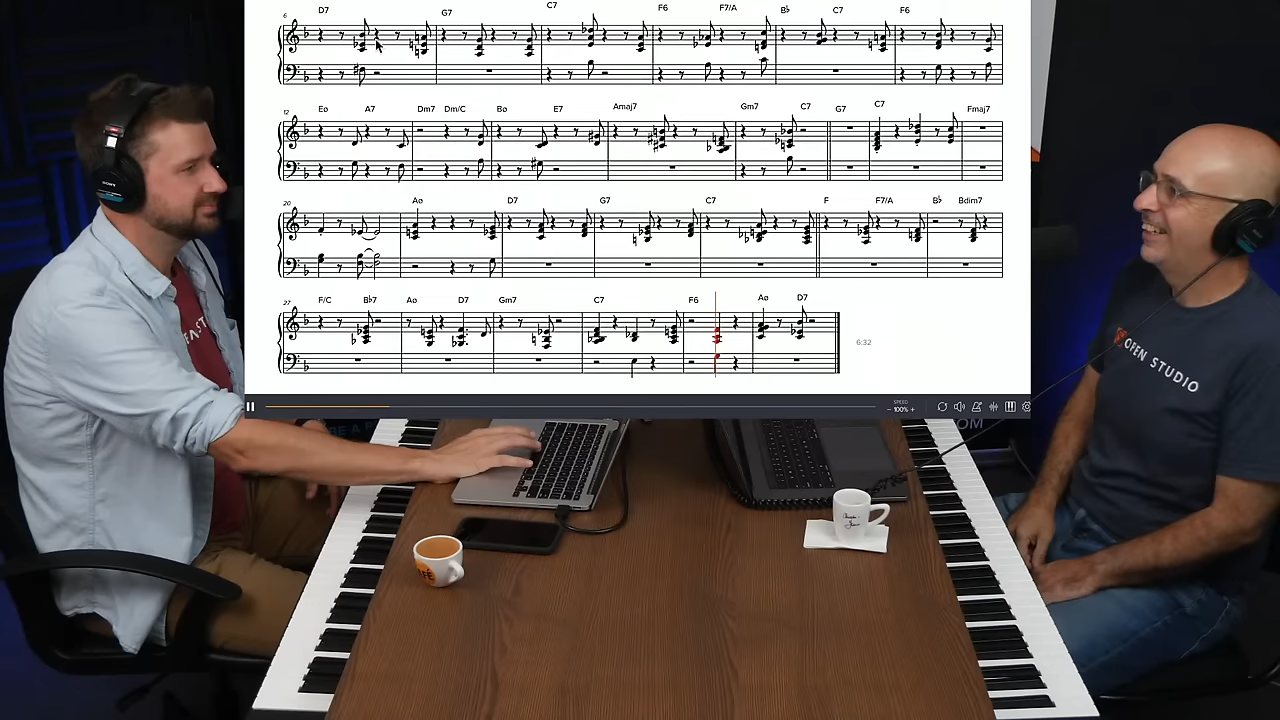 6 D7 G7 C7 F6 F7/A B♭ C7 F6
12 Eø A7 Dm7 Dm/C Bø E7 Amaj7 Gm7 C7 G7 C7 Fmaj7
20 Aø D7 G7 C7 F F7/A B♭ Bdim7
27 F/C B♭7 Aø D7 Gm7 C7 F6 Aø D7
6:32
SPEED
– 100% +
OPEN STUDIO
SONY